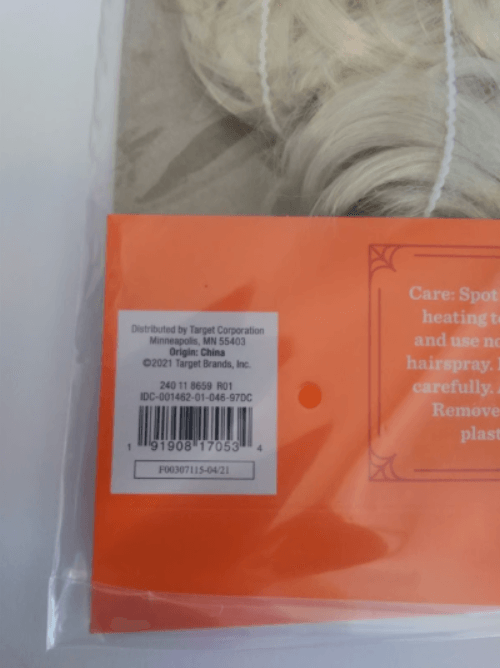 Distributed by Target Corporation
Minneapolis, MN 55403
Origin: China
©2021 Target Brands, Inc.
240 11 8659 R01
IDC-001462-01-046-97DC
1 91908 17053 4
F00307115-04/21
Care: Spot
heating
and use
hairspray.
carefully.
Remove
plast